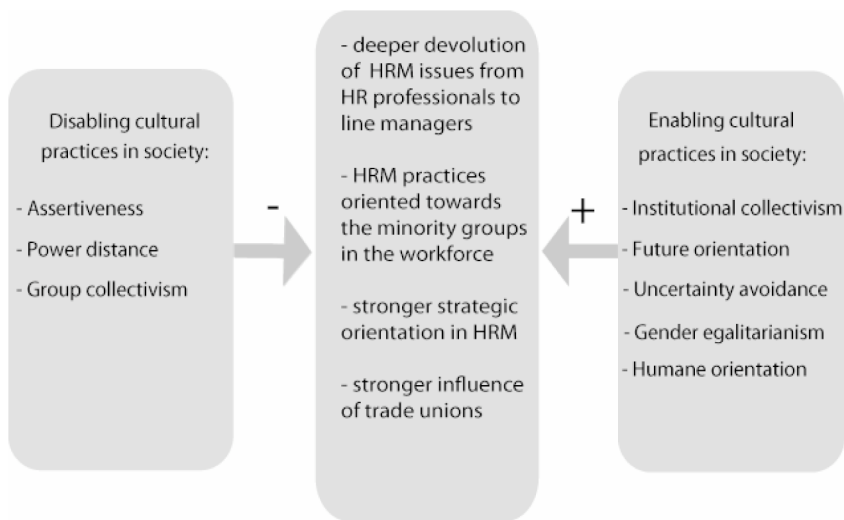 Disabling cultural
practices in society:
- Assertiveness
- Power distance
- Group collectivism
-
- deeper devolution
of HRM issues from
HR professionals to
line managers
- HRM practices
oriented towards
the minority groups
in the workforce
- stronger strategic
orientation in HRM
- stronger influence
of trade unions
+
Enabling cultural
practices in society:
- Institutional collectivism
- Future orientation
- Uncertainty avoidance
- Gender egalitarianism
- Humane orientation